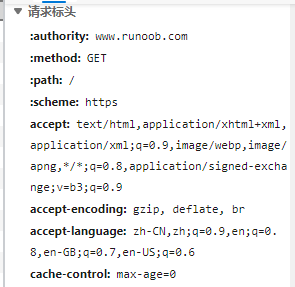 请求标头
:authority: www.runoob.com
:method: GET
:path: /
:scheme: https
accept: text/html,application/xhtml+xml,
application/xml;q=0.9,image/webp,image/
apng,*/*;q=0.8,application/signed-excha
nge;v=b3;q=0.9
accept-encoding: gzip, deflate, br
accept-language: zh-CN,zh;q=0.9,en;q=0.
8,en-GB;q=0.7,en-US;q=0.6
cache-control: max-age=0